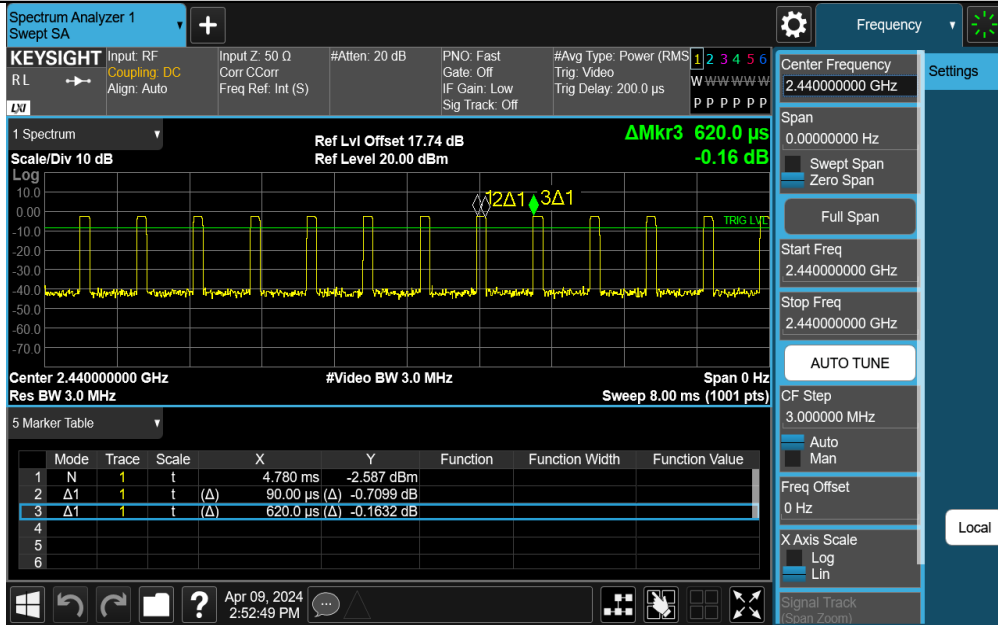 Spectrum Analyzer 1
Swept SA
Frequency
KEYSIGHT
RL
LXI
Input: RF
Coupling: DC
Align: Auto
Input Z: 50 Ω
Corr CCorr
Freq Ref: Int (S)
#Atten: 20 dB
PNO: Fast
Gate: Off
IF Gain: Low
Sig Track: Off
#Avg Type: Power (RMS
Trig: Video
Trig Delay: 200.0 µs
1 2 3 4 5 6
W W W W W W
P P P P P P
1 Spectrum
Scale/Div 10 dB
Log
Ref Lvl Offset 17.74 dB
Ref Level 20.00 dBm
ΔMkr3 620.0 µs
-0.16 dB
10.0
0.00
-10.0
-20.0
-30.0
-40.0
-50.0
-60.0
-70.0
12Δ1 3Δ1
TRIG LVL
Center 2.440000000 GHz
#Video BW 3.0 MHz
Span 0 Hz
Res BW 3.0 MHz
Sweep 8.00 ms (1001 pts)
5 Marker Table
Mode Trace Scale X Y Function Function Width Function Value
1 N 1 t 4.780 ms -2.587 dBm
2 Δ1 1 t (Δ) 90.00 µs (Δ) -0.7099 dB
3 Δ1 1 t (Δ) 620.0 µs (Δ) -0.1632 dB
4
5
6
?
Apr 09, 2024
2:52:49 PM
Center Frequency
2.440000000 GHz
Settings
Span
0.00000000 Hz
Swept Span
Zero Span
Full Span
Start Freq
2.440000000 GHz
Stop Freq
2.440000000 GHz
AUTO TUNE
CF Step
3.000000 MHz
Auto
Man
Freq Offset
0 Hz
Local
X Axis Scale
Log
Lin
Signal Track
(Span Zoom)